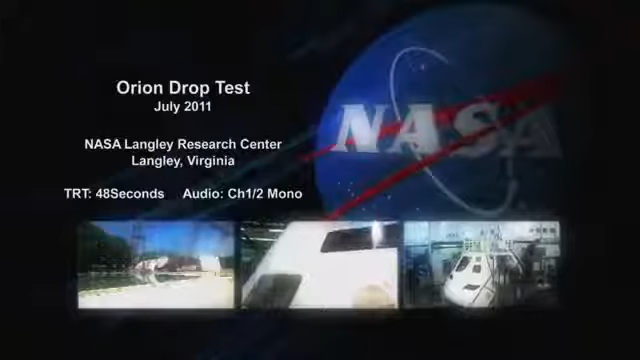 Orion Drop Test
July 2011
NASA Langley Research Center
Langley, Virginia
TRT: 48Seconds Audio: Ch1/2 Mono
NASA